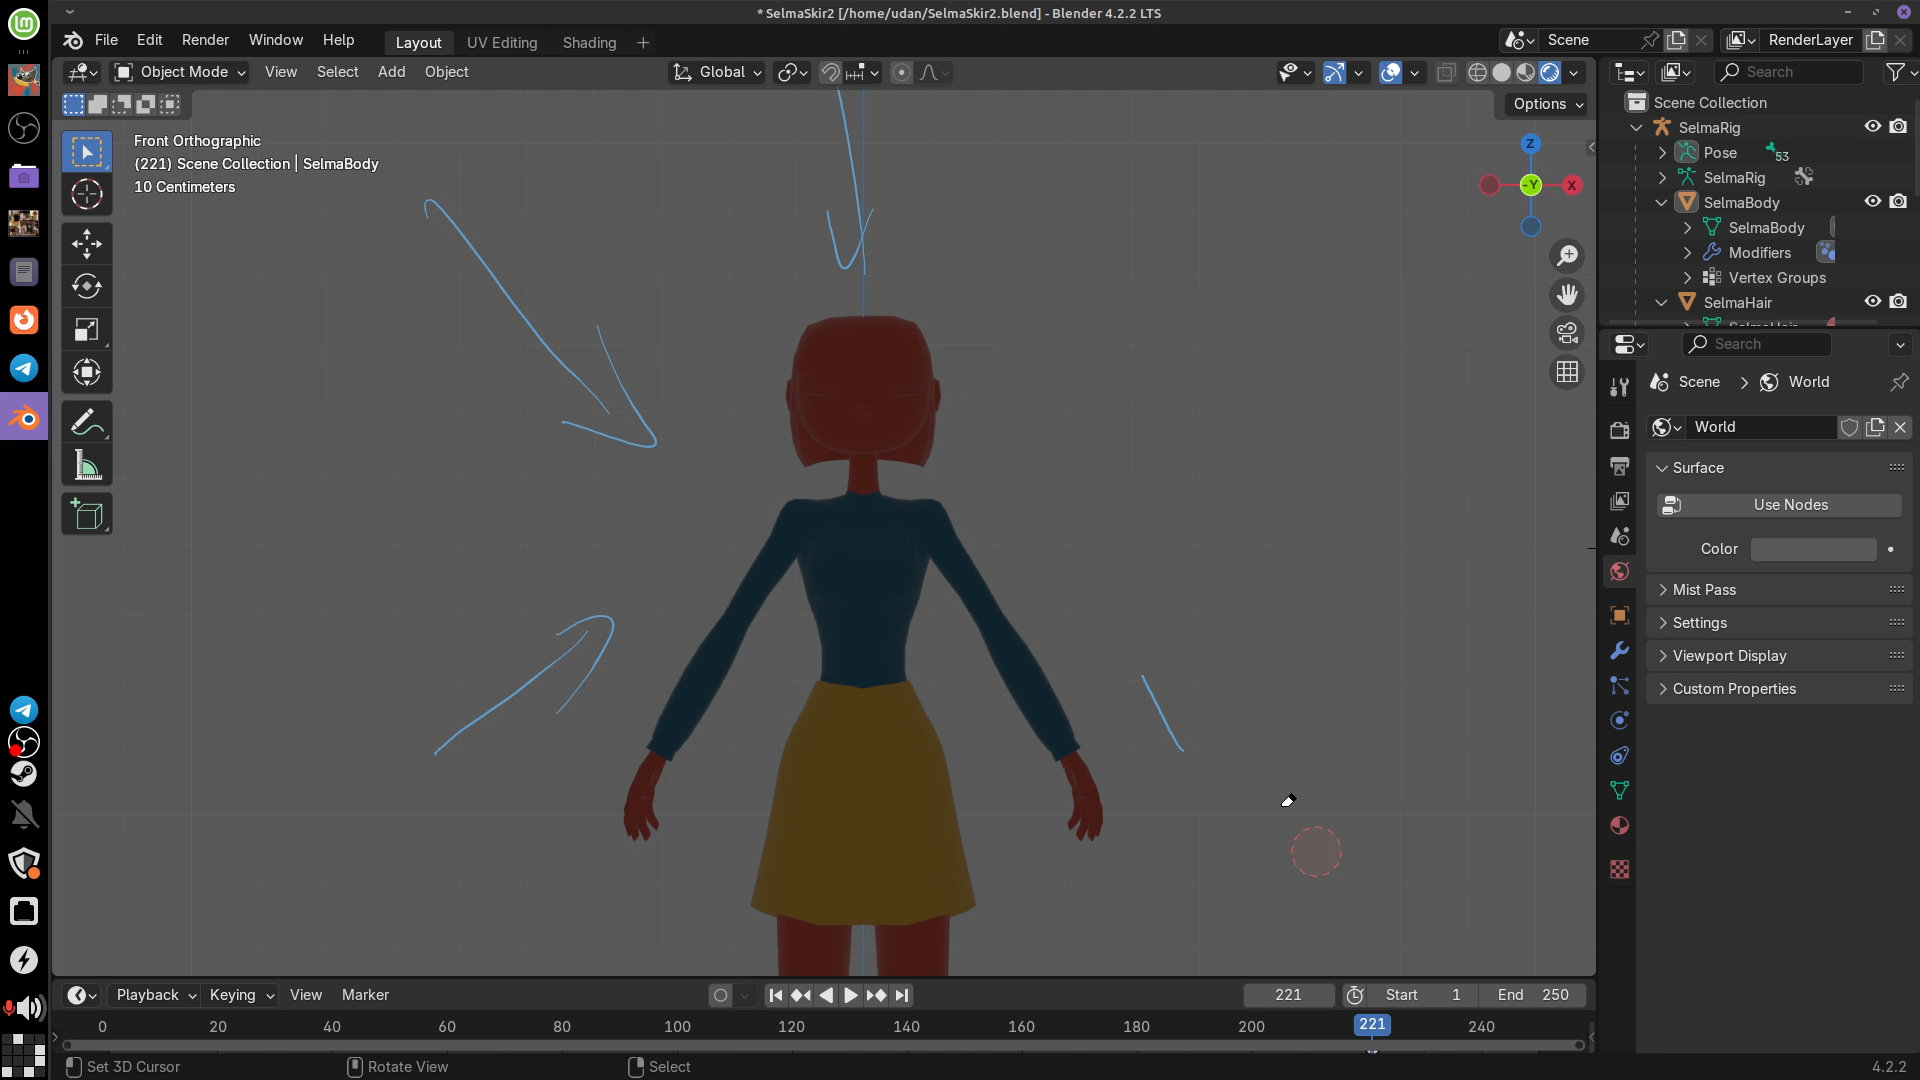 * SelmaSkir2 [/home/udan/SelmaSkir2.blend] - Blender 4.2.2 LTS
File Edit Render Window Help Layout UV Editing Shading + Scene RenderLayer
Object Mode View Select Add Object Global Search
Options
Scene Collection
Front Orthographic
(221) Scene Collection | SelmaBody
10 Centimeters
Z
-Y
X
SelmaRig
Pose 53
SelmaRig
SelmaBody
SelmaBody
Modifiers
Vertex Groups
SelmaHair
SelmaHair
Search
Scene > World
World
Surface
Use Nodes
Color
Mist Pass
Settings
Viewport Display
Custom Properties
Playback Keying View Marker 221 Start 1 End 250
0 20 40 60 80 100 120 140 160 180 200 221 240
Set 3D Cursor Rotate View Select 4.2.2